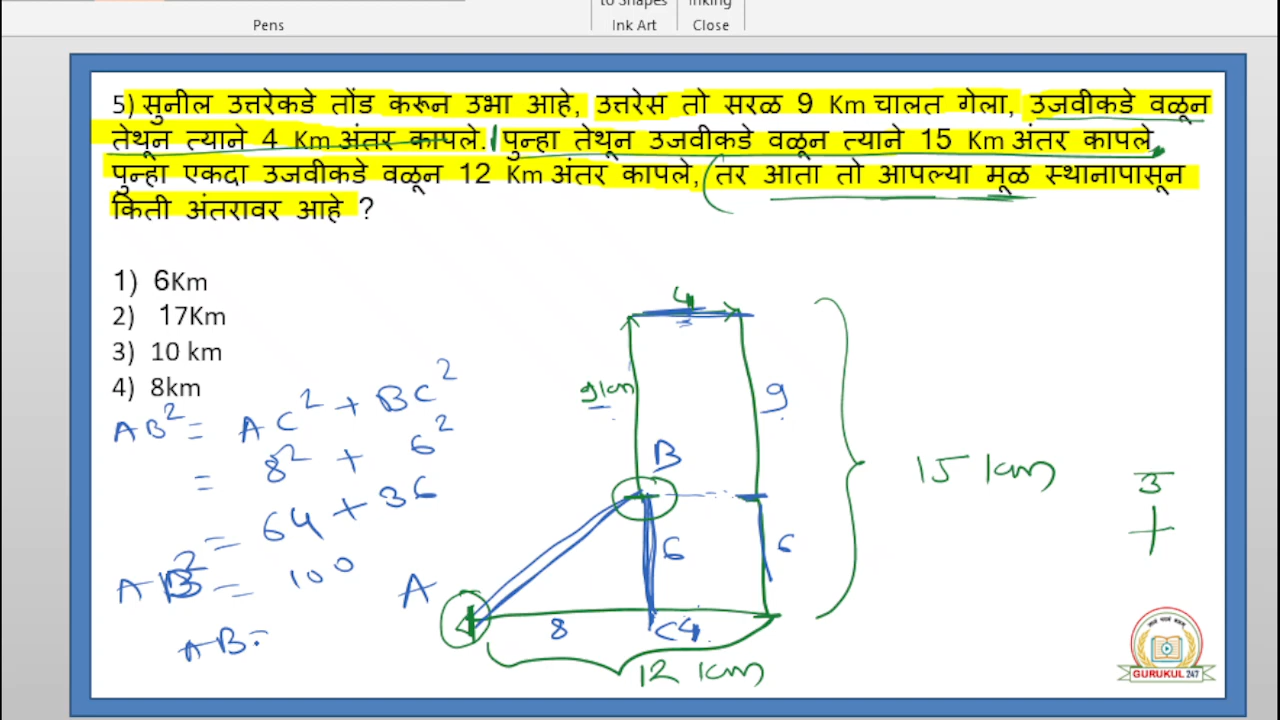 to Shapes
Inking
Pens
Ink Art
Close
5) सुनील उत्तरेकडे तोंड करून उभा आहे, उत्तरेस तो सरळ 9 Km चालत गेला, उजवीकडे वळून
तेथून त्याने 4 Km अंतर कापले. पुन्हा तेथून उजवीकडे वळून त्याने 15 Km अंतर कापले,
पुन्हा एकदा उजवीकडे वळून 12 Km अंतर कापले, तर आता तो आपल्या मूळ स्थानापासून
किती अंतरावर आहे ?
1) 6Km
2) 17Km
3) 10 km
4) 8km
AB² = AC² + BC²
= 8² + 6²
= 64 + 36
AB² = 100
AB=
4
9km
9
B
15 km
6
6
A
8
C4
12 km
GURUKUL 247